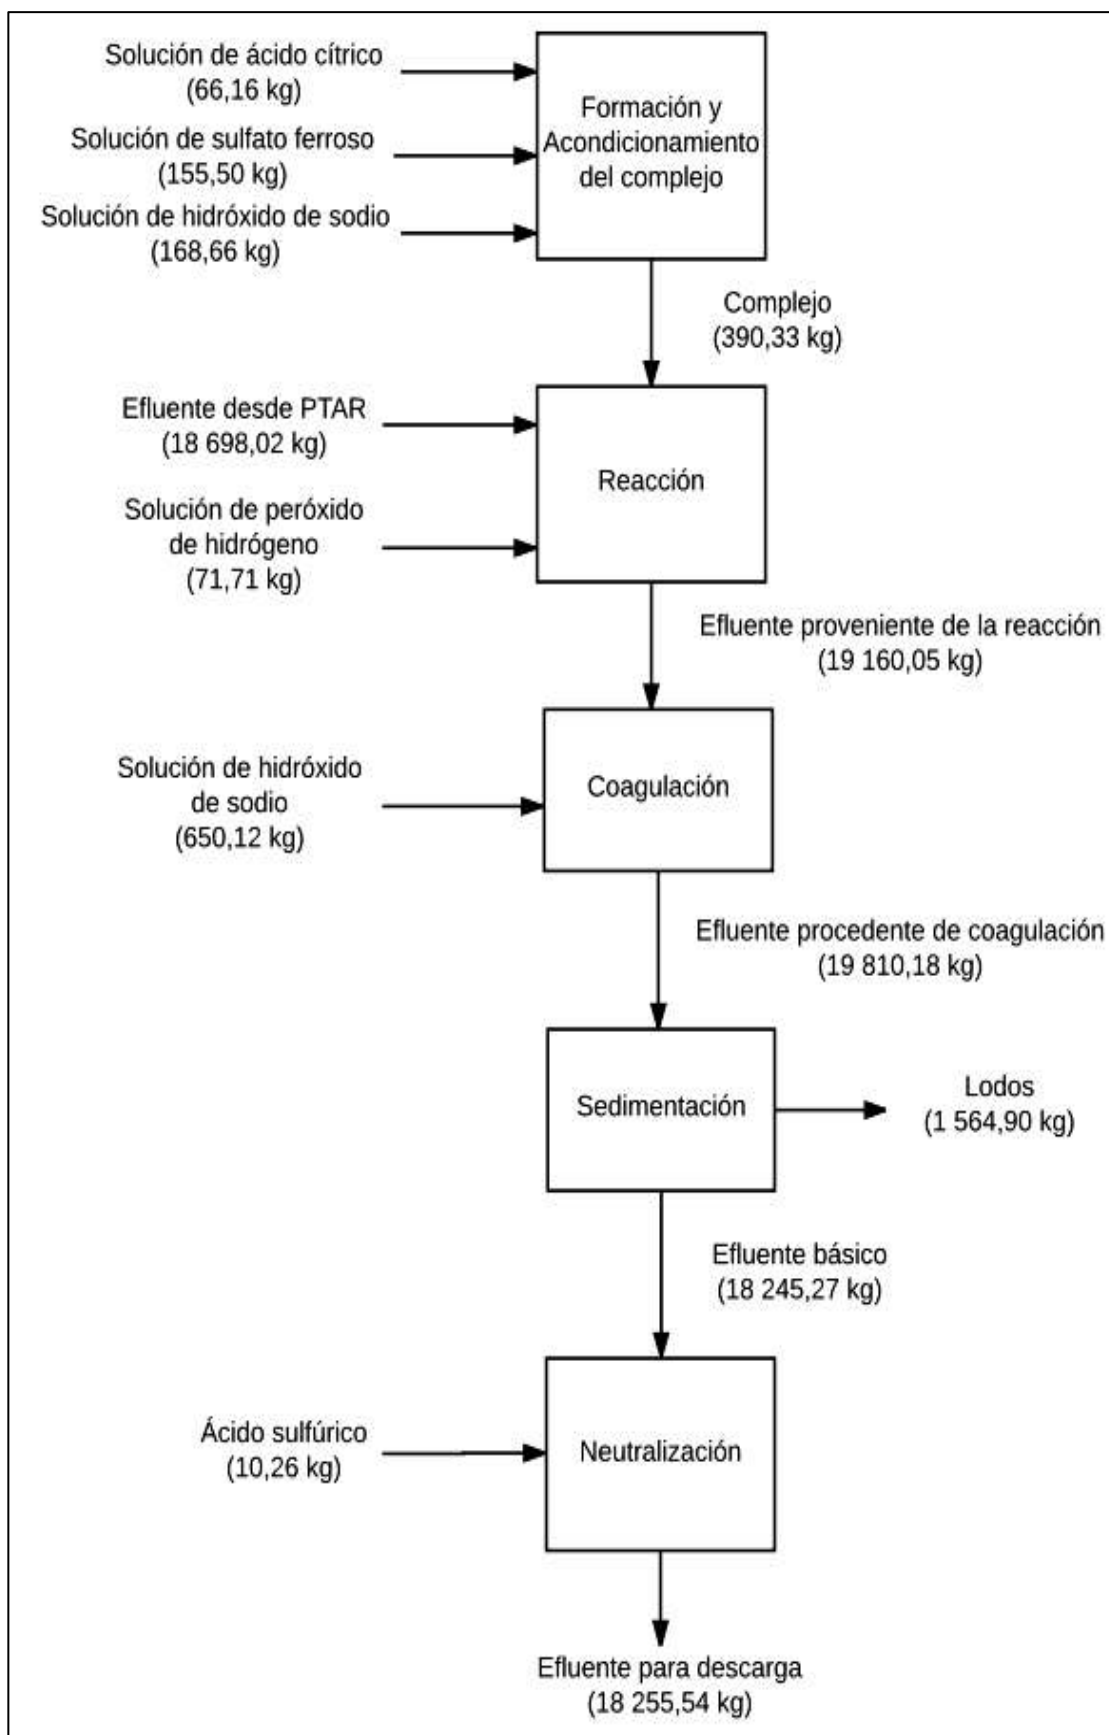 Solución de ácido cítrico
(66,16 kg)
Solución de sulfato ferroso
(155,50 kg)
Solución de hidróxido de sodio
(168,66 kg)
Formación y
Acondicionamiento
del complejo
Complejo
(390,33 kg)
Efluente desde PTAR
(18 698,02 kg)
Solución de peróxido
de hidrógeno
(71,71 kg)
Reacción
Efluente proveniente de la reacción
(19 160,05 kg)
Solución de hidróxido
de sodio
(650,12 kg)
Coagulación
Efluente procedente de coagulación
(19 810,18 kg)
Sedimentación
Lodos
(1 564,90 kg)
Efluente básico
(18 245,27 kg)
Ácido sulfúrico
(10,26 kg)
Neutralización
Efluente para descarga
(18 255,54 kg)